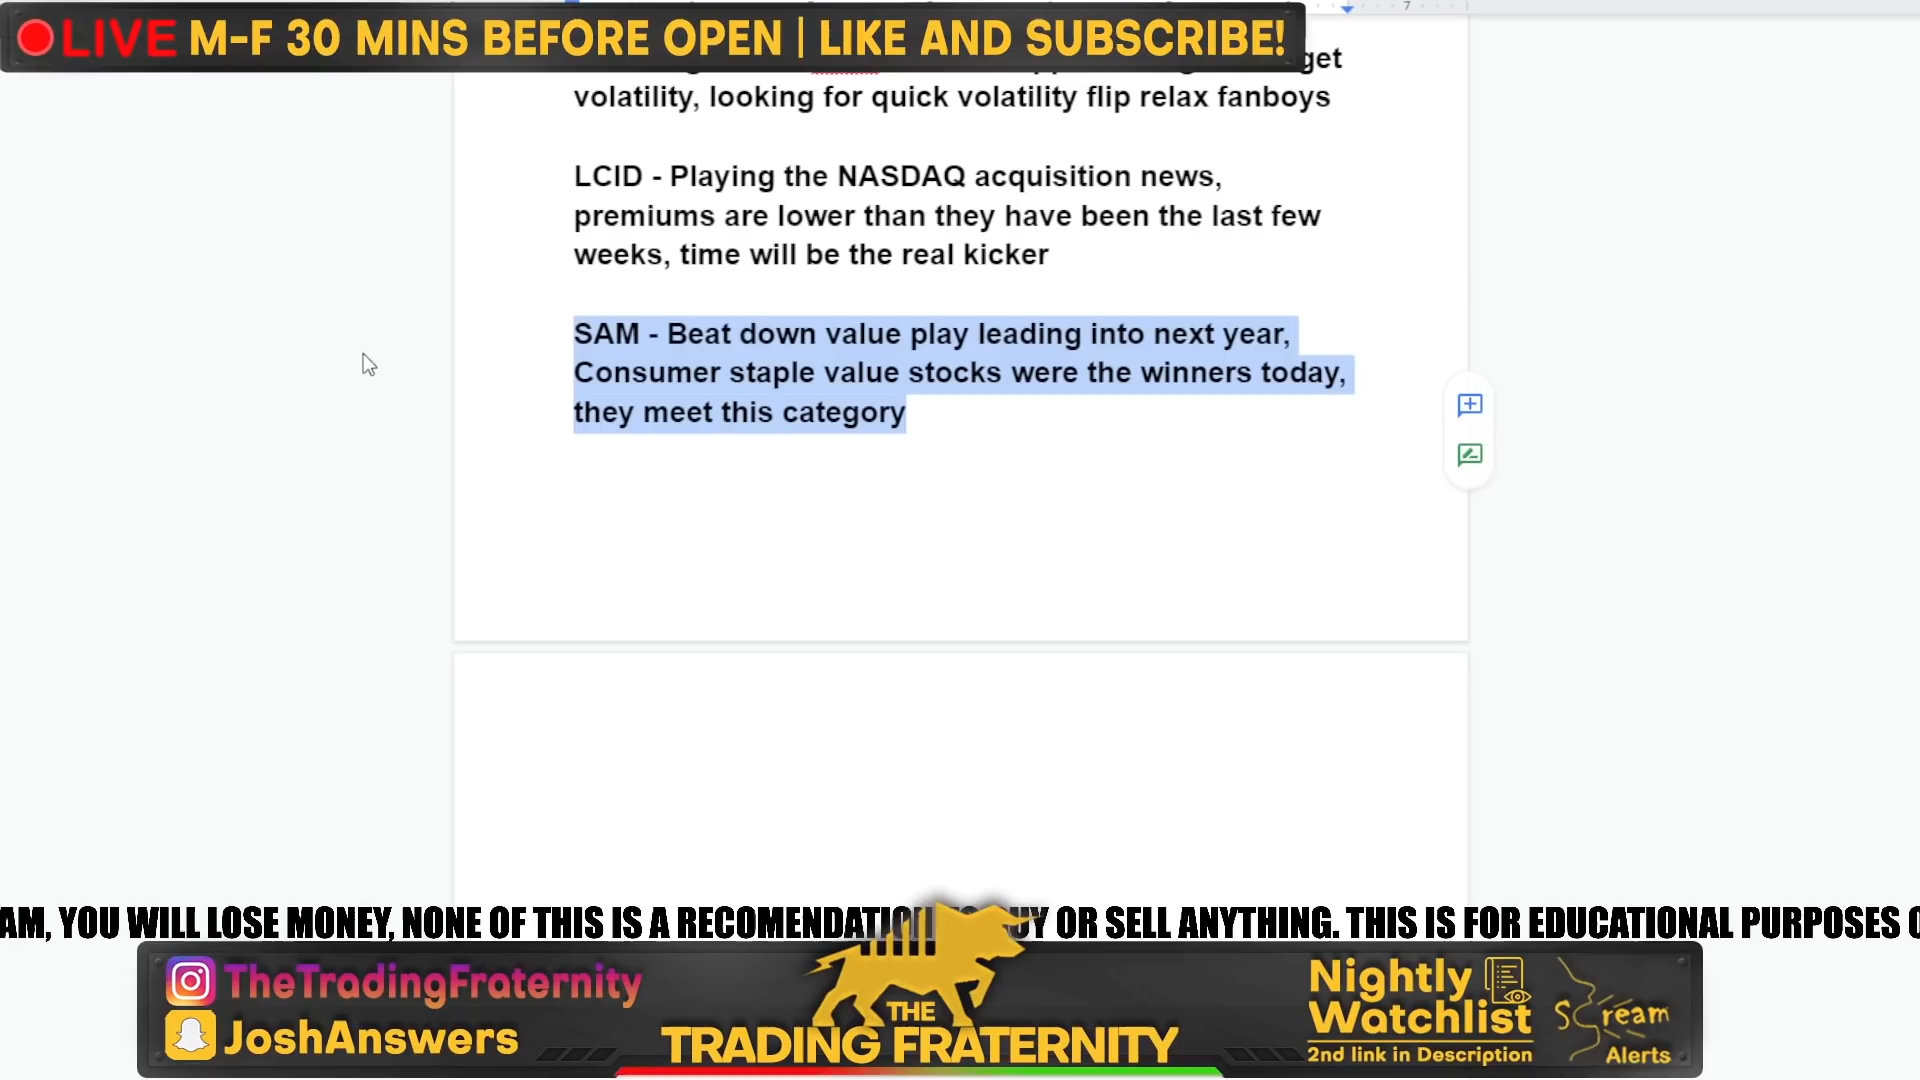 7
LIVE M-F 30 MINS BEFORE OPEN | LIKE AND SUBSCRIBE!
get
volatility, looking for quick volatility flip relax fanboys
LCID - Playing the NASDAQ acquisition news,
premiums are lower than they have been the last few
weeks, time will be the real kicker
SAM - Beat down value play leading into next year,
Consumer staple value stocks were the winners today,
they meet this category
AM, YOU WILL LOSE MONEY, NONE OF THIS IS A OR SELL ANYTHING. THIS IS FOR EDUCATIONAL PURPOSES O
TheTradingFraternity
JoshAnswers
THE
TRADING FRATERNITY
Nightly
Watchlist
2nd link in Description
Scream
Alerts